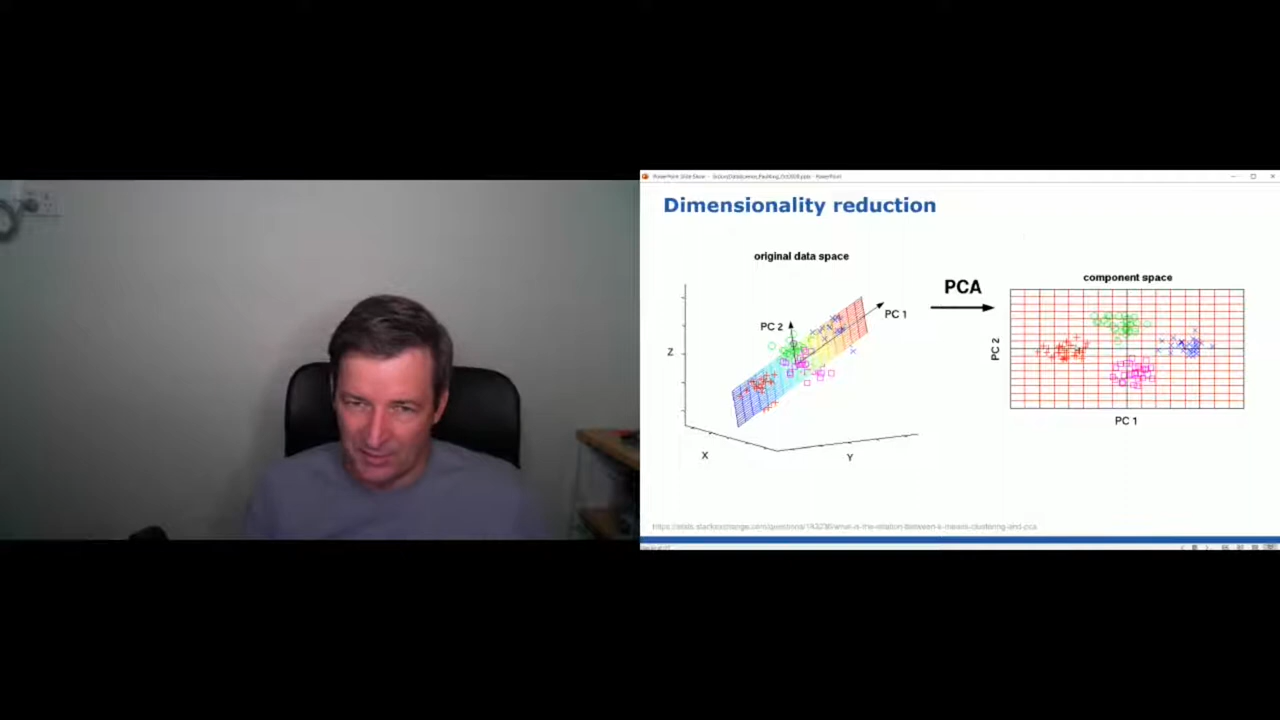 Dimensionality reduction
original data space
PC 1
PC 2
Z
X
Y
PCA
component space
PC 2
PC 1